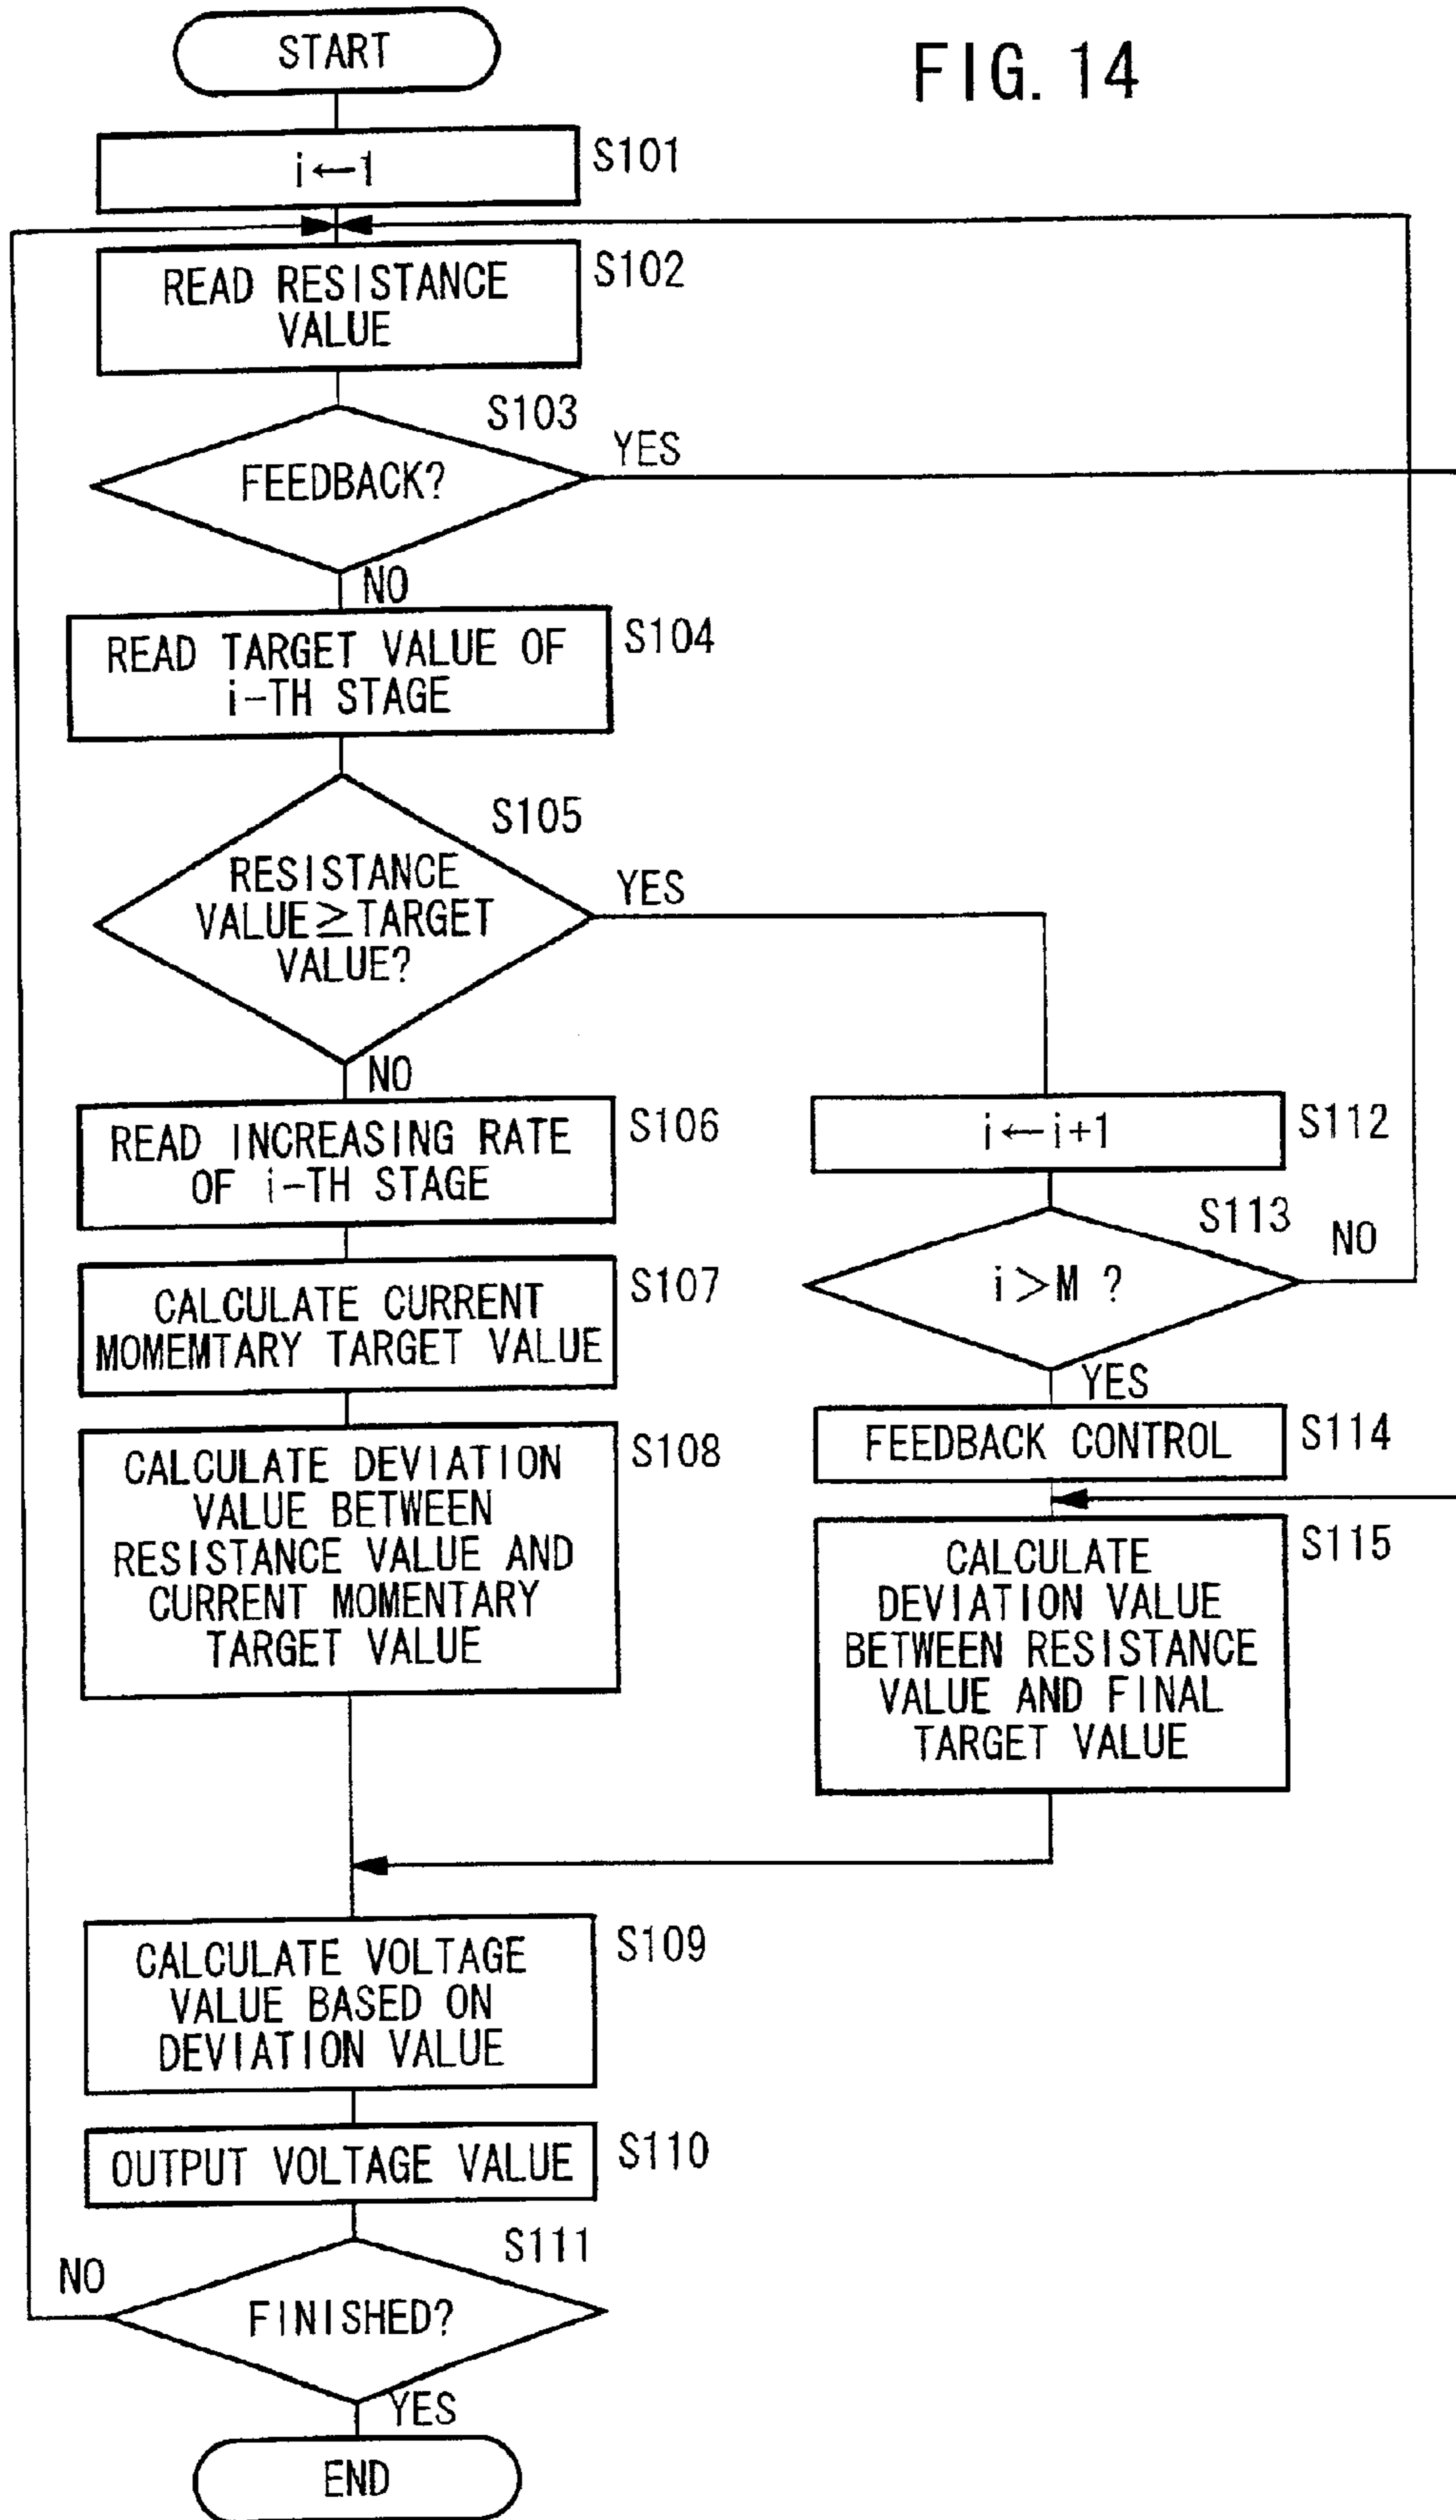 FIG. 14
START
i←1
S101
READ RESISTANCE
VALUE
S102
S103
FEEDBACK?
YES
NO
READ TARGET VALUE OF
i-TH STAGE
S104
S105
RESISTANCE
VALUE≧TARGET
VALUE?
YES
NO
READ INCREASING RATE
OF i-TH STAGE
S106
CALCULATE CURRENT
MOMEMTARY TARGET VALUE
S107
CALCULATE DEVIATION
VALUE BETWEEN
RESISTANCE VALUE AND
CURRENT MOMENTARY
TARGET VALUE
S108
i←i+1
S112
S113
i>M ?
NO
YES
FEEDBACK CONTROL
S114
CALCULATE
DEVIATION VALUE
BETWEEN RESISTANCE
VALUE AND FINAL
TARGET VALUE
S115
CALCULATE VOLTAGE
VALUE BASED ON
DEVIATION VALUE
S109
OUTPUT VOLTAGE VALUE
S110
S111
NO
FINISHED?
YES
END